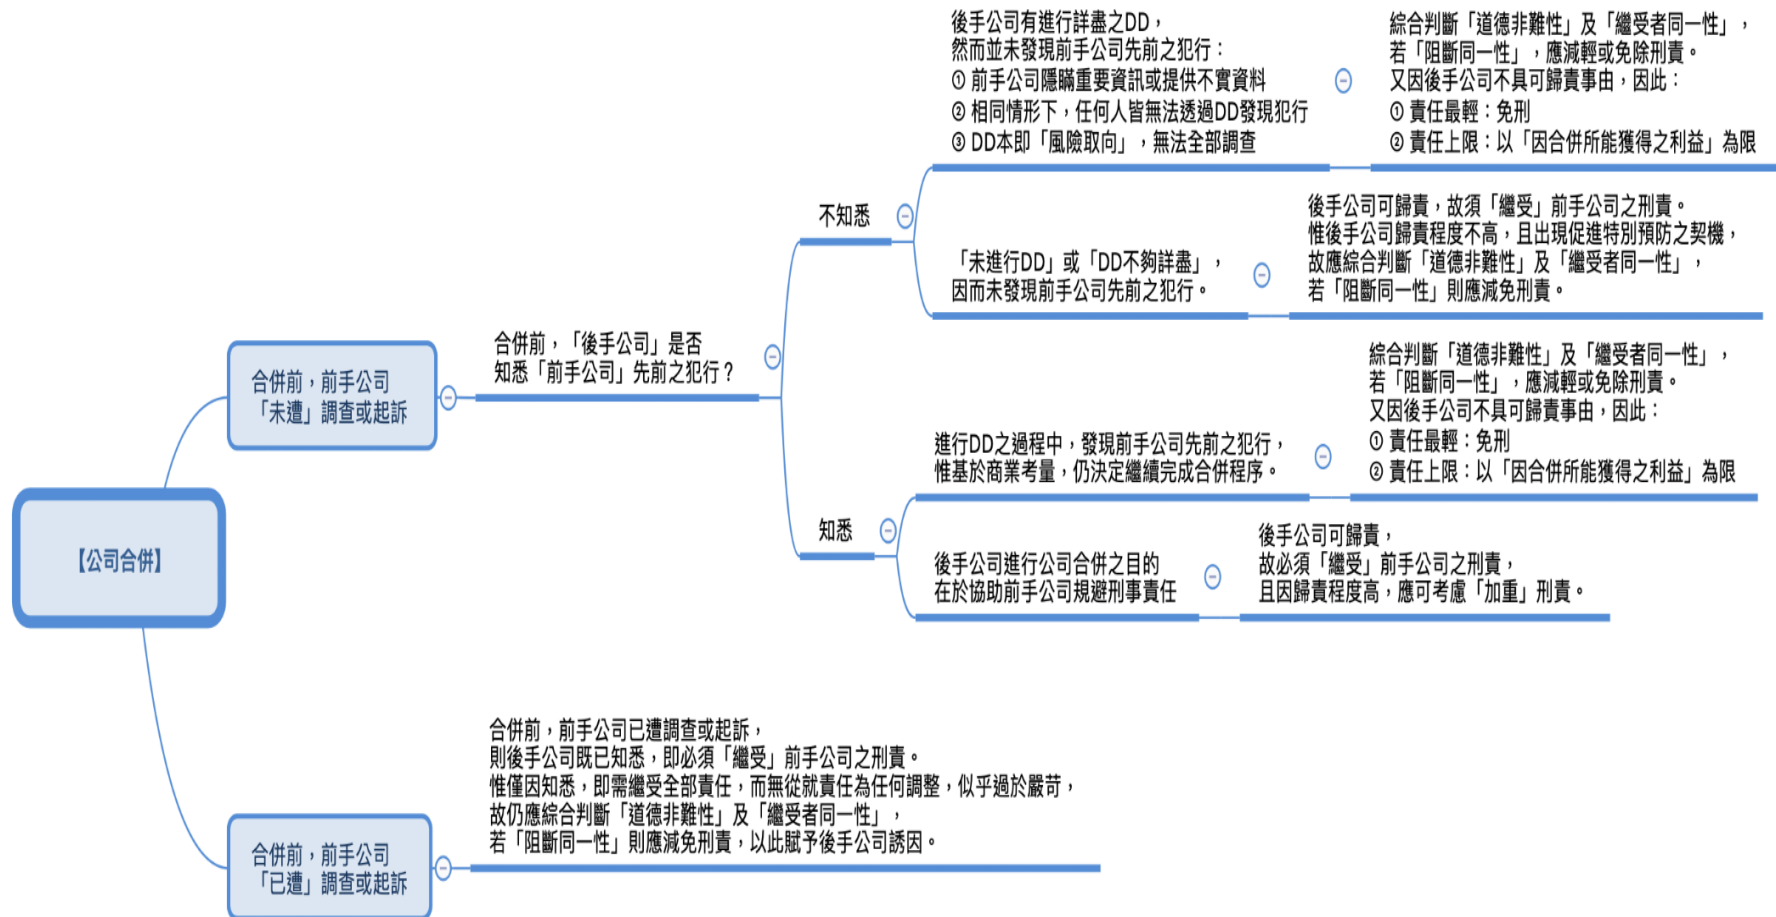 【公司合併】
合併前，前手公司
「未遭」調查或起訴
合併前，「後手公司」是否
知悉「前手公司」先前之犯行？
不知悉
後手公司有進行詳盡之DD，
然而並未發現前手公司先前之犯行：
① 前手公司隱瞞重要資訊或提供不實資料
② 相同情形下，任何人皆無法透過DD發現犯行
③ DD本即「風險取向」，無法全部調查
綜合判斷「道德非難性」及「繼受者同一性」，
若「阻斷同一性」，應減輕或免除刑責。
又因後手公司不具可歸責事由，因此：
① 責任最輕：免刑
② 責任上限：以「因合併所能獲得之利益」為限
「未進行DD」或「DD不夠詳盡」，
因而未發現前手公司先前之犯行。
後手公司可歸責，故須「繼受」前手公司之刑責。
惟後手公司歸責程度不高，且出現促進特別預防之契機，
故應綜合判斷「道德非難性」及「繼受者同一性」，
若「阻斷同一性」則應減免刑責。
知悉
進行DD之過程中，發現前手公司先前之犯行，
惟基於商業考量，仍決定繼續完成合併程序。
綜合判斷「道德非難性」及「繼受者同一性」，
若「阻斷同一性」，應減輕或免除刑責。
又因後手公司不具可歸責事由，因此：
① 責任最輕：免刑
② 責任上限：以「因合併所能獲得之利益」為限
後手公司進行公司合併之目的
在於協助前手公司規避刑事責任
後手公司可歸責，
故必須「繼受」前手公司之刑責，
且因歸責程度高，應可考慮「加重」刑責。
合併前，前手公司
「已遭」調查或起訴
合併前，前手公司已遭調查或起訴，
則後手公司既已知悉，即必須「繼受」前手公司之刑責。
惟僅因知悉，即需繼受全部責任，而無從就責任為任何調整，似乎過於嚴苛，
故仍應綜合判斷「道德非難性」及「繼受者同一性」，
若「阻斷同一性」則應減免刑責，以此賦予後手公司誘因。